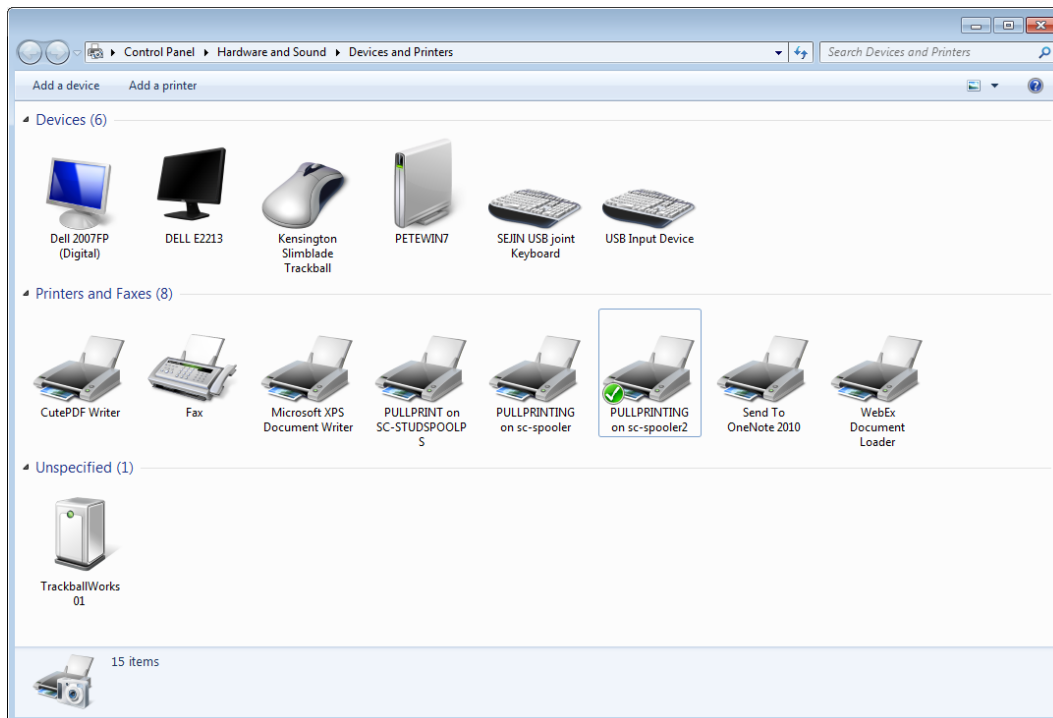 Control Panel ▸ Hardware and Sound ▸ Devices and Printers
Search Devices and Printers
Add a device Add a printer
Devices (6)
Dell 2007FP
(Digital)
DELL E2213
Kensington
Slimblade
Trackball
PETEWIN7
SEJIN USB joint
Keyboard
USB Input Device
Printers and Faxes (8)
CutePDF Writer
Fax
Microsoft XPS
Document Writer
PULLPRINT on
SC-STUDSPOOLP
S
PULLPRINTING
on sc-spooler
PULLPRINTING
on sc-spooler2
Send To
OneNote 2010
WebEx
Document
Loader
Unspecified (1)
TrackballWorks
01
15 items